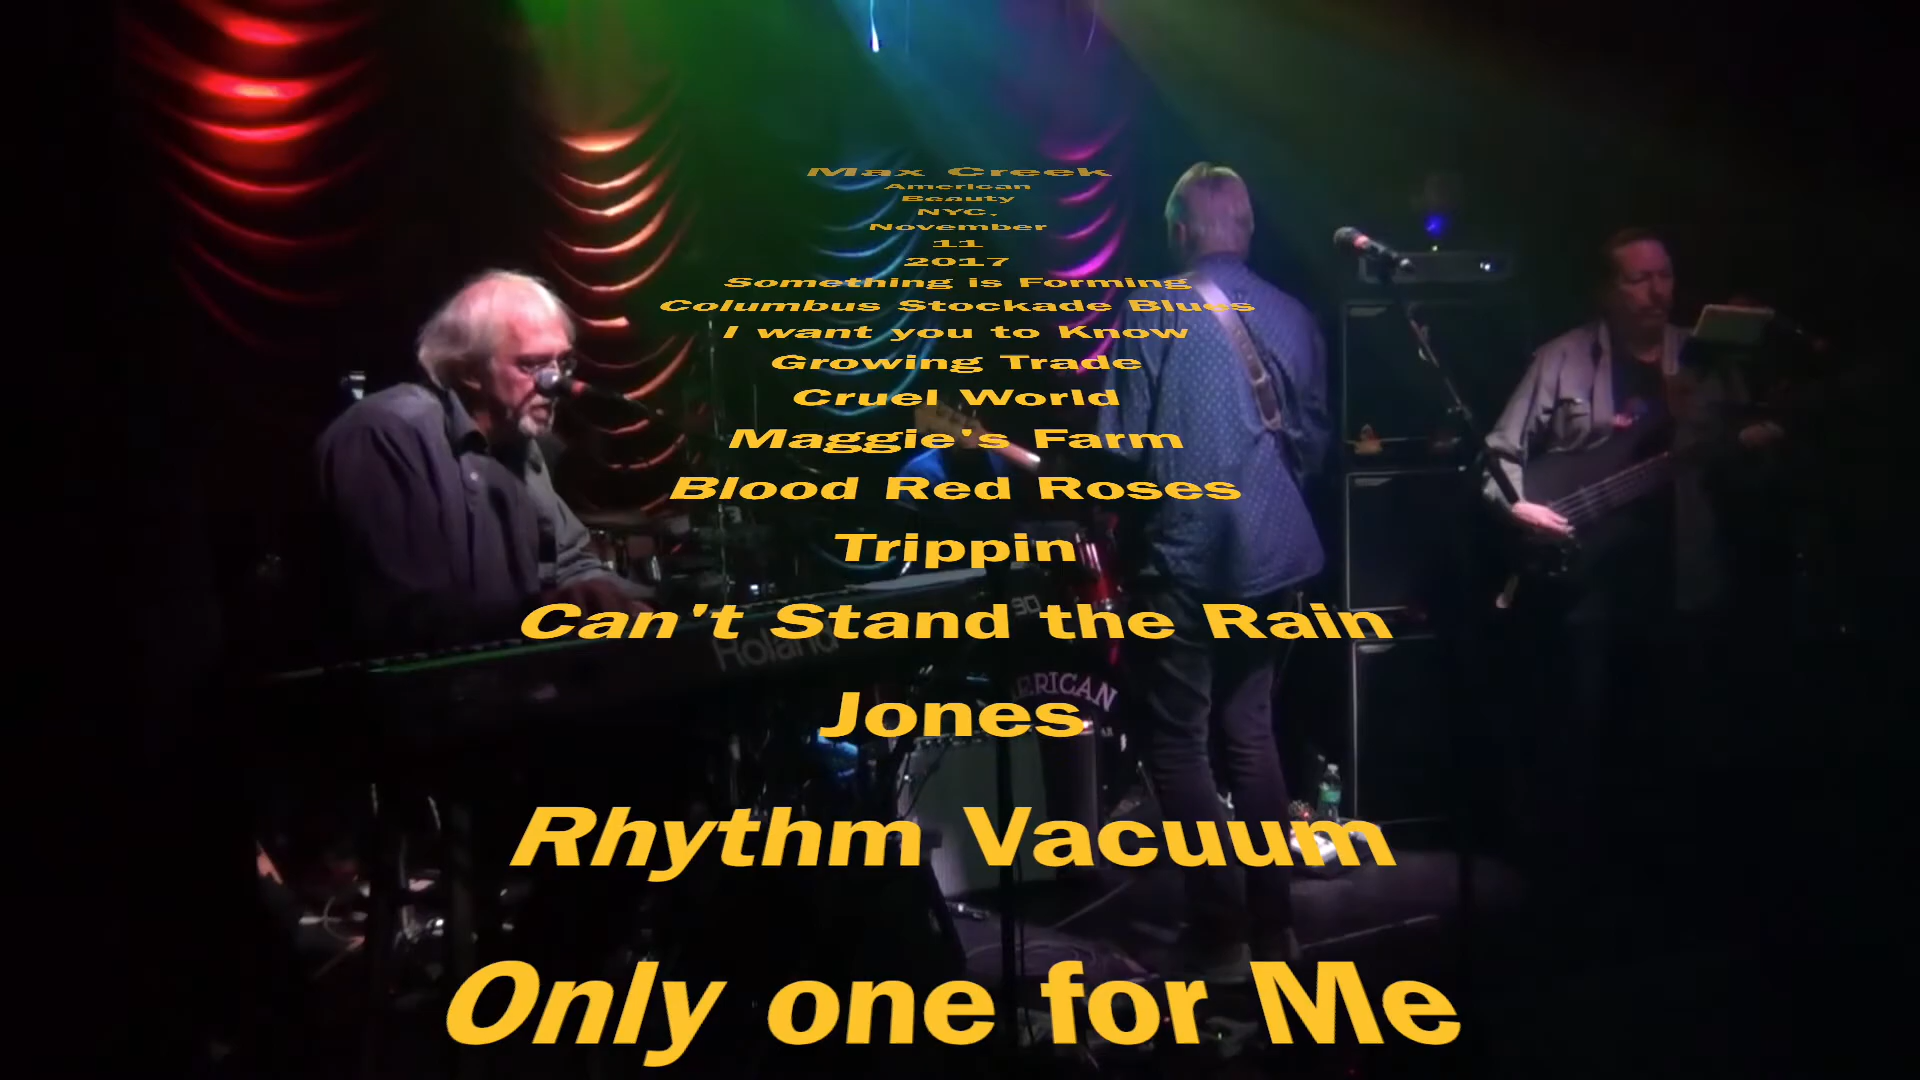 Max Creek
American
Beauty
NYC.
November
11
2017
Something is Forming
Columbus Stockade Blues
I want you to Know
Growing Trade
Cruel World
Maggie's Farm
Blood Red Roses
Trippin
Can't Stand the Rain
Roland
Jones
ERICAN
Rhythm Vacuum
Only one for Me